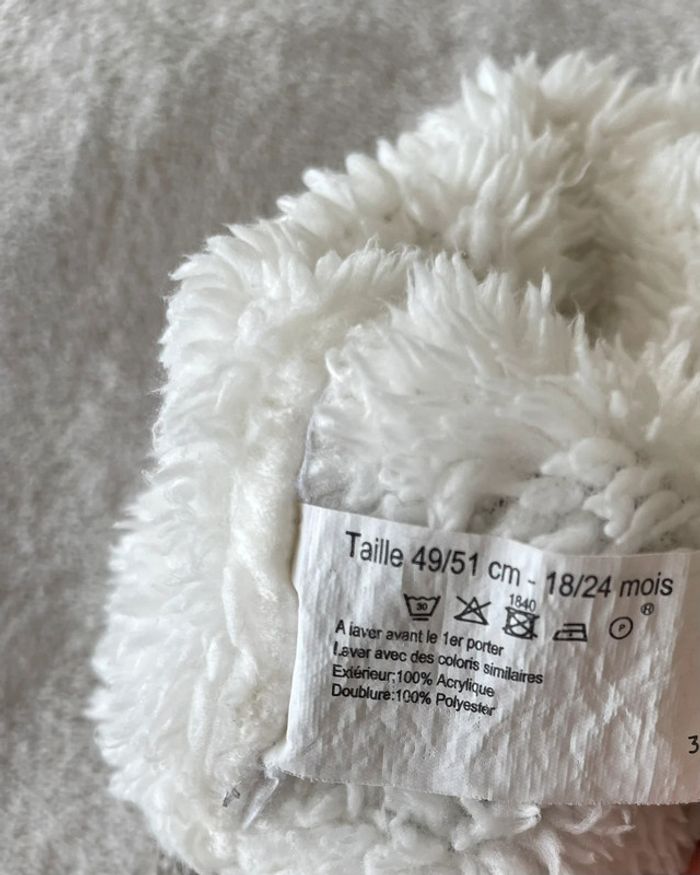 Taille 49/51 cm - 18/24 mois
30 1840 P ®
A laver avant le 1er porter
Laver avec des coloris similaires
Extérieur;100% Acrylique
Doublure:100% Polyester
3